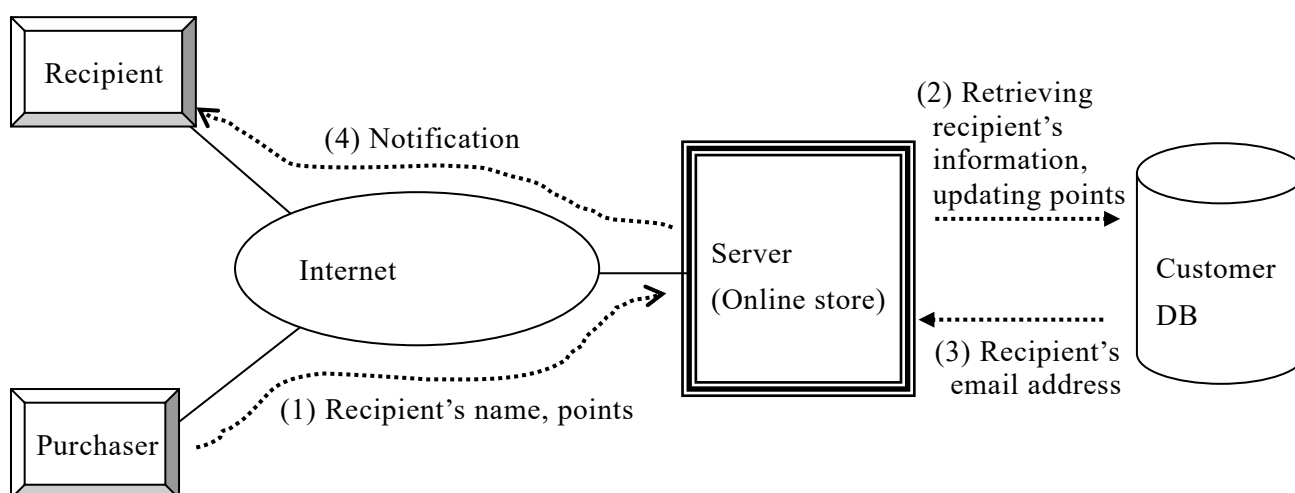 Recipient
(4) Notification
(2) Retrieving
recipient’s
information,
updating points
Internet
Server
(Online store)
Customer
DB
(3) Recipient’s
email address
(1) Recipient’s name, points
Purchaser